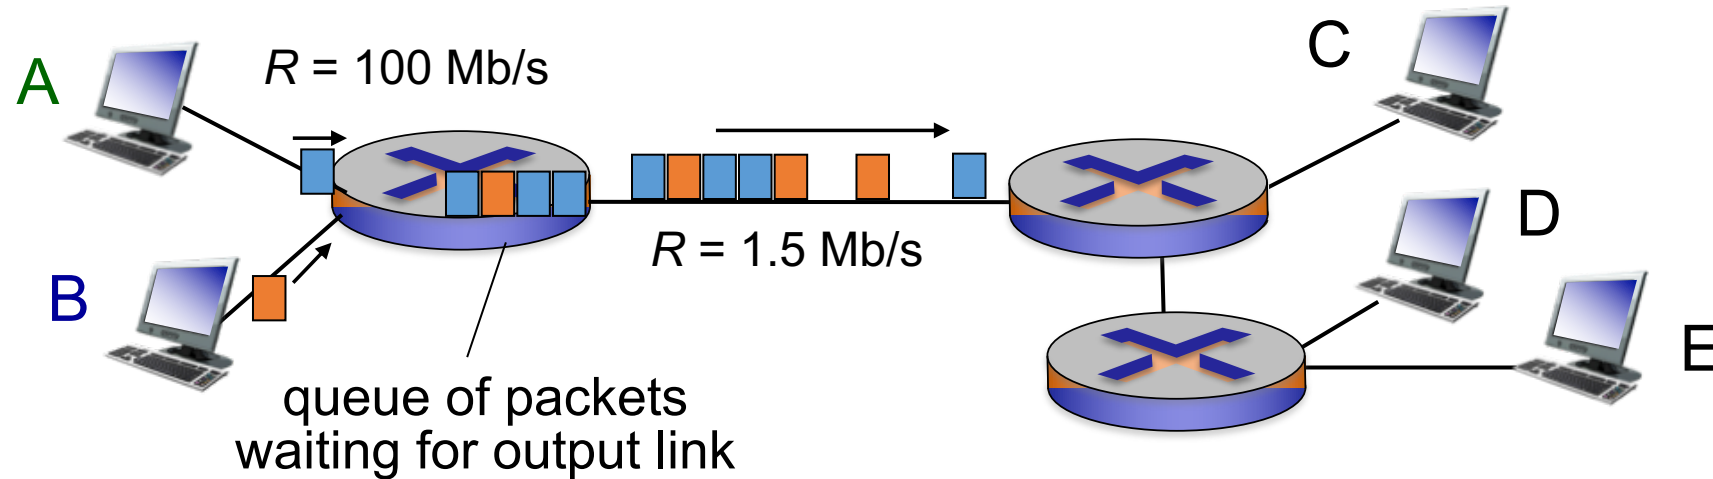 A
R = 100 Mb/s
C
D
R = 1.5 Mb/s
B
E
queue of packets
waiting for output link